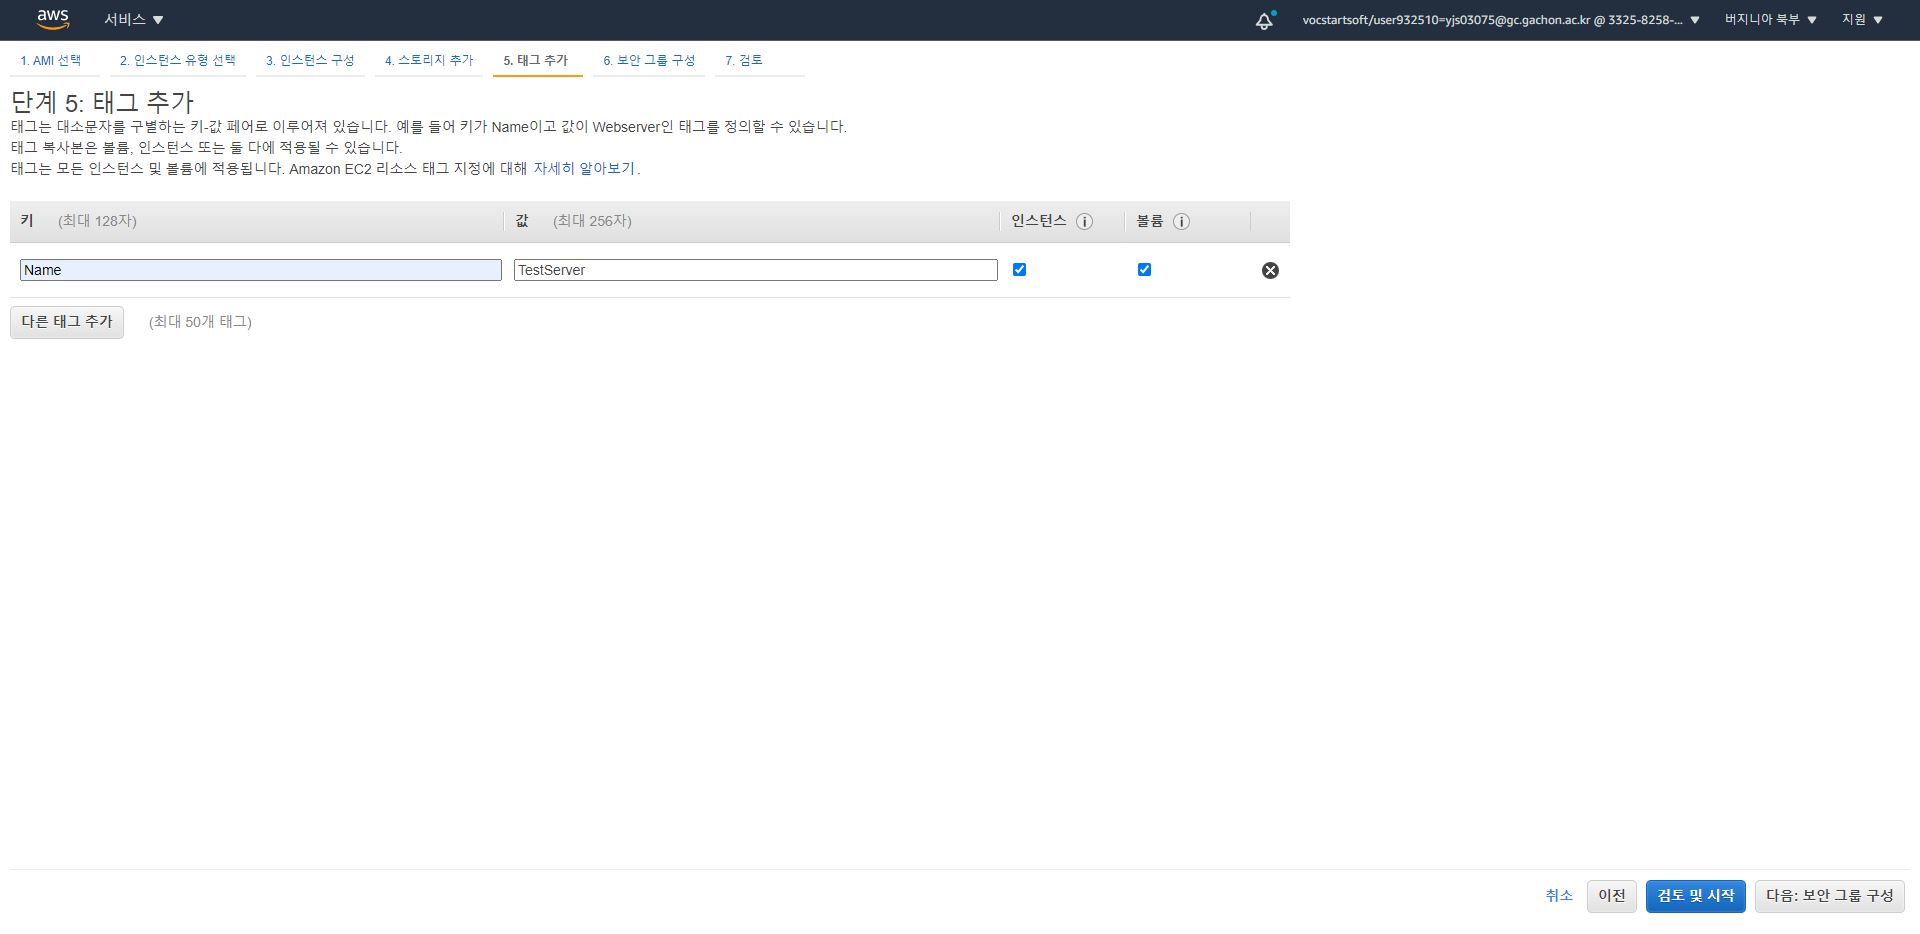 aws 서비스 vocstartsoft/user932510=yjs03075@gc.gachon.ac.kr @ 3325-8258-... 버지니아 북부 지원
1. AMI 선택 2. 인스턴스 유형 선택 3. 인스턴스 구성 4. 스토리지 추가 5. 태그 추가 6. 보안 그룹 구성 7. 검토
단계 5: 태그 추가
태그는 대소문자를 구별하는 키-값 페어로 이루어져 있습니다. 예를 들어 키가 Name이고 값이 Webserver인 태그를 정의할 수 있습니다.
태그 복사본은 볼륨, 인스턴스 또는 둘 다에 적용될 수 있습니다.
태그는 모든 인스턴스 및 볼륨에 적용됩니다. Amazon EC2 리소스 태그 지정에 대해 자세히 알아보기.
키 (최대 128자) 값 (최대 256자) 인스턴스 i 볼륨 i
Name TestServer
다른 태그 추가 (최대 50개 태그)
취소 이전 검토 및 시작 다음: 보안 그룹 구성